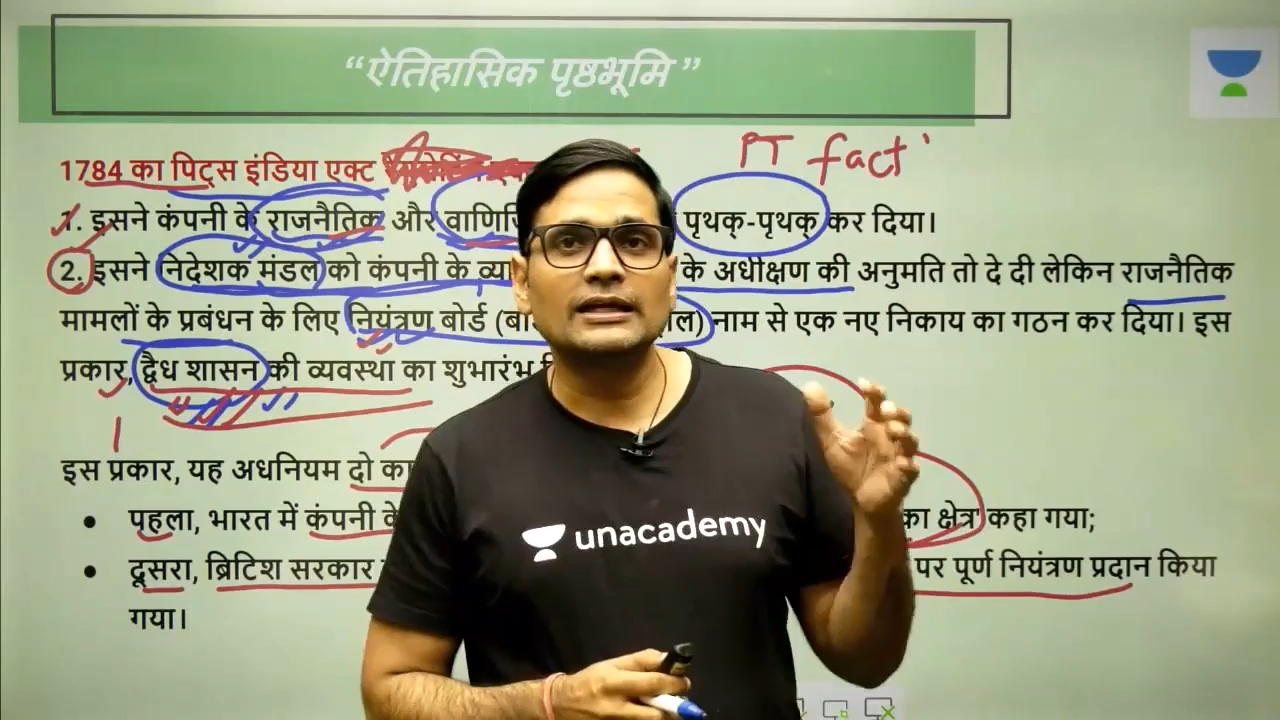 “ऐतिहासिक पृष्ठभूमि”
PT fact
1784 का पिट्स इंडिया एक्ट
1. इसने कंपनी के राजनैतिक और पृथक्-पृथक् कर दिया।
2. इसने निदेशक मंडल को कंपनी के के अधीक्षण की अनुमति तो दे दी लेकिन राजनैतिक
मामलों के प्रबंधन के लिए नियंत्रण बोर्ड नाम से एक नए निकाय का गठन कर दिया। इस
प्रकार, द्वैध शासन की व्यवस्था का शुभारंभ
इस प्रकार, यह अधनियम दो
• पहला, भारत में कंपनी का क्षेत्र' कहा गया;
• दूसरा, ब्रिटिश सरकार पर पूर्ण नियंत्रण प्रदान किया
गया।
unacademy